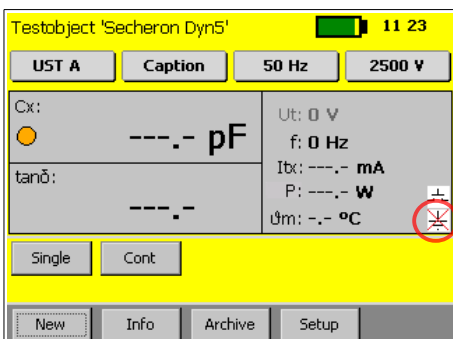 Testobject 'Secheron Dyn5' 11 23
UST A Caption 50 Hz 2500 V
Cx:
---.- pF
tanδ:
---.-
Ut: 0 V
f: 0 Hz
Itx: ---.- mA
P: ---.- W
ϑm: -.- ºC
Single Cont
New Info Archive Setup